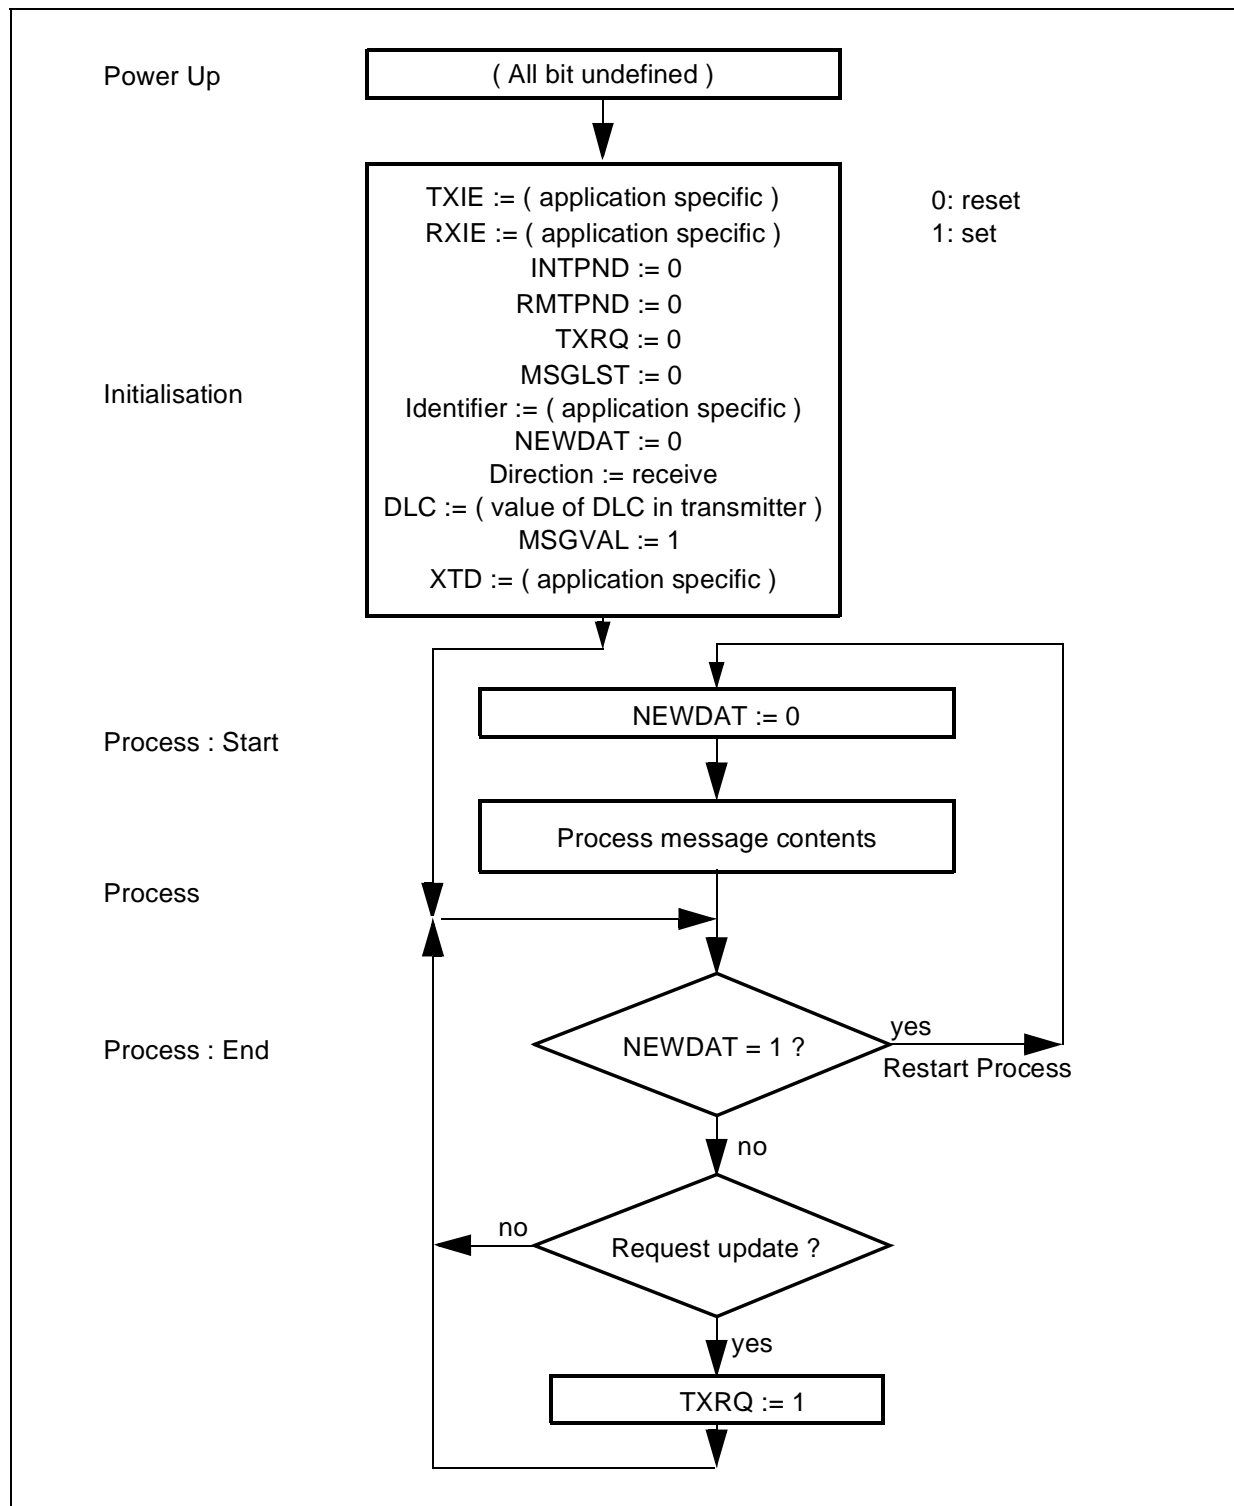 Power Up
( All bit undefined )
TXIE := ( application specific )
0: reset
RXIE := ( application specific )
1: set
INTPND := 0
RMTPND := 0
TXRQ := 0
MSGLST := 0
Initialisation
Identifier := ( application specific )
NEWDAT := 0
Direction := receive
DLC := ( value of DLC in transmitter )
MSGVAL := 1
XTD := ( application specific )
NEWDAT := 0
Process : Start
Process message contents
Process
NEWDAT = 1 ?
yes
Restart Process
Process : End
no
Request update ?
no
yes
TXRQ := 1